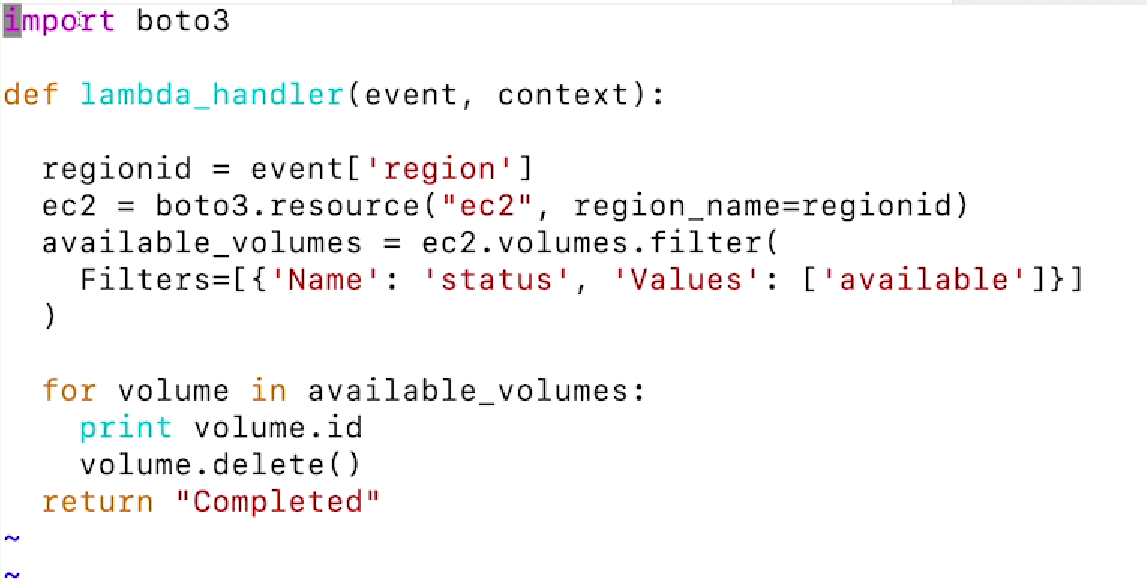 import boto3
def lambda_handler(event, context):
  regionid = event['region']
  ec2 = boto3.resource("ec2", region_name=regionid)
  available_volumes = ec2.volumes.filter(
    Filters=[{'Name': 'status', 'Values': ['available']}]
  )
  for volume in available_volumes:
    print volume.id
    volume.delete()
  return "Completed"
~
~